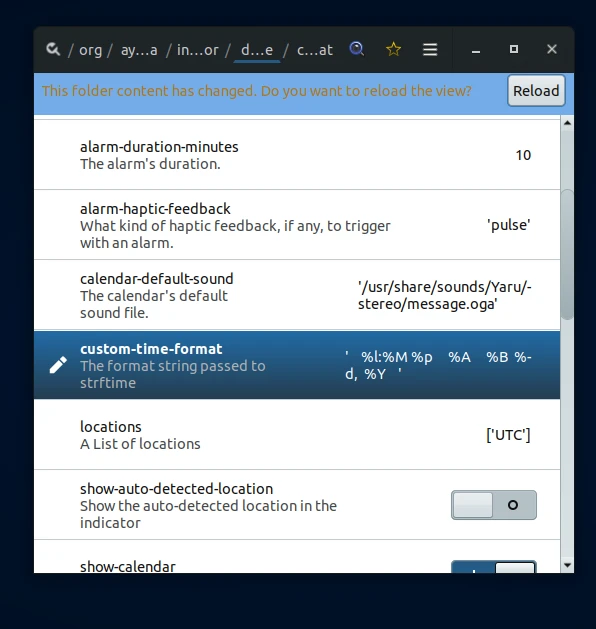 / org / ay…a / in…or / d…e / c…at
This folder content has changed. Do you want to reload the view?
Reload
alarm-duration-minutes
The alarm's duration.
10
alarm-haptic-feedback
What kind of haptic feedback, if any, to trigger
with an alarm.
'pulse'
calendar-default-sound
The calendar's default
sound file.
'/usr/share/sounds/Yaru/-
stereo/message.oga'
custom-time-format
The format string passed to
strftime
'   %l:%M %p    %A    %B %-
d,  %Y   '
locations
A List of locations
['UTC']
show-auto-detected-location
Show the auto-detected location in the
indicator
show-calendar